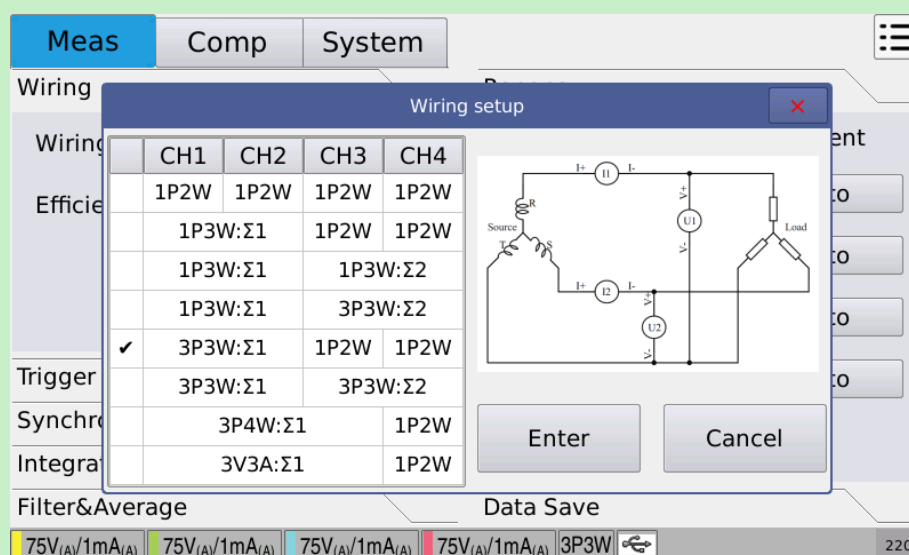 Meas Comp System
Wiring
Wiring setup
Wiring
CH1 CH2 CH3 CH4
1P2W 1P2W 1P2W 1P2W
Efficie
1P3W:Σ1 1P2W 1P2W
1P3W:Σ1 1P3W:Σ2
1P3W:Σ1 3P3W:Σ2
✔ 3P3W:Σ1 1P2W 1P2W
3P3W:Σ1 3P3W:Σ2
3P4W:Σ1 1P2W
3V3A:Σ1 1P2W
I+ I1 I-
R
Source
T S
V+
U1
V-
Load
I+ I2 I-
V+
U2
V-
Enter Cancel
ent
to
to
to
to
Trigger
Synchro
Integra
Filter&Average
Data Save
75V(A)/1mA(A) 75V(A)/1mA(A) 75V(A)/1mA(A) 75V(A)/1mA(A) 3P3W
220